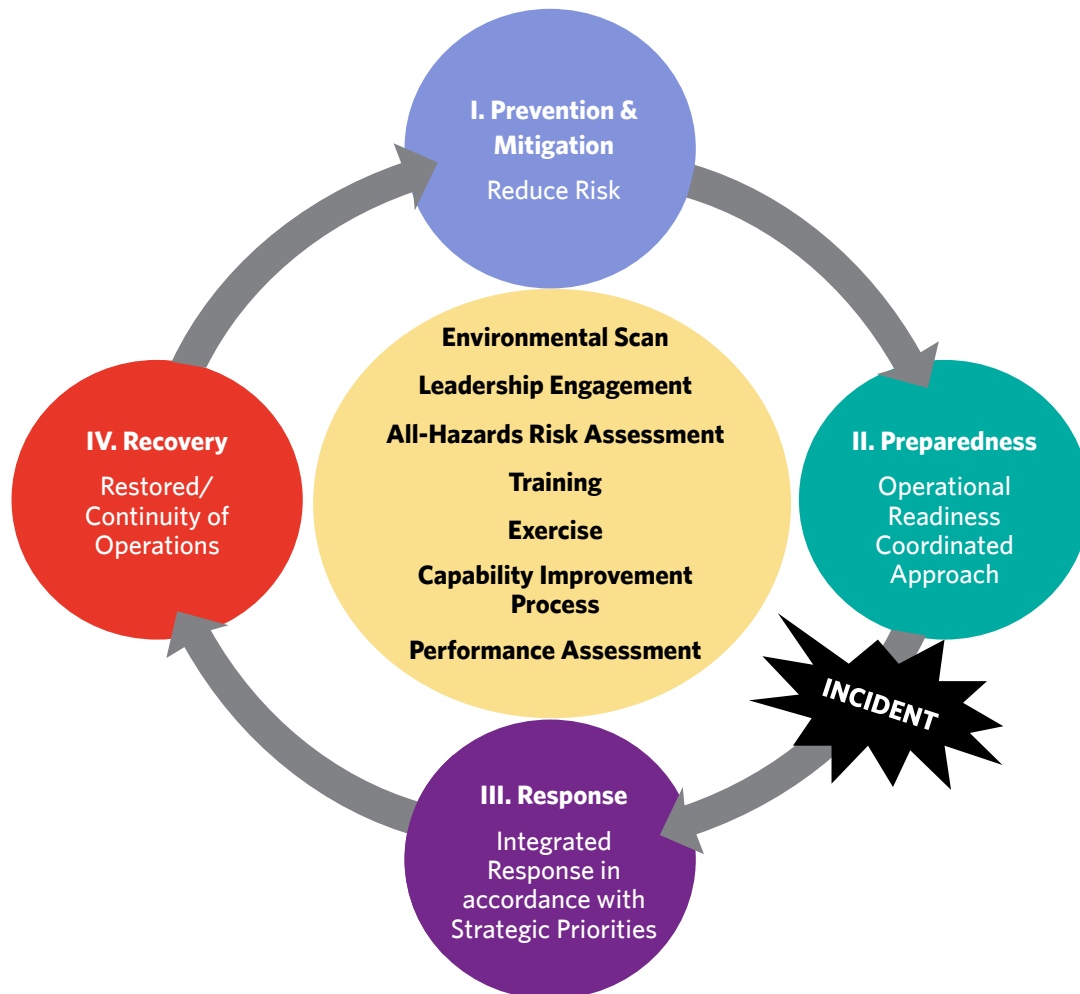 I. Prevention &
Mitigation
Reduce Risk
Environmental Scan
Leadership Engagement
All-Hazards Risk Assessment
Training
Exercise
Capability Improvement
Process
Performance Assessment
II. Preparedness
Operational
Readiness
Coordinated
Approach
INCIDENT
III. Response
Integrated
Response in
accordance with
Strategic Priorities
IV. Recovery
Restored/
Continuity of
Operations